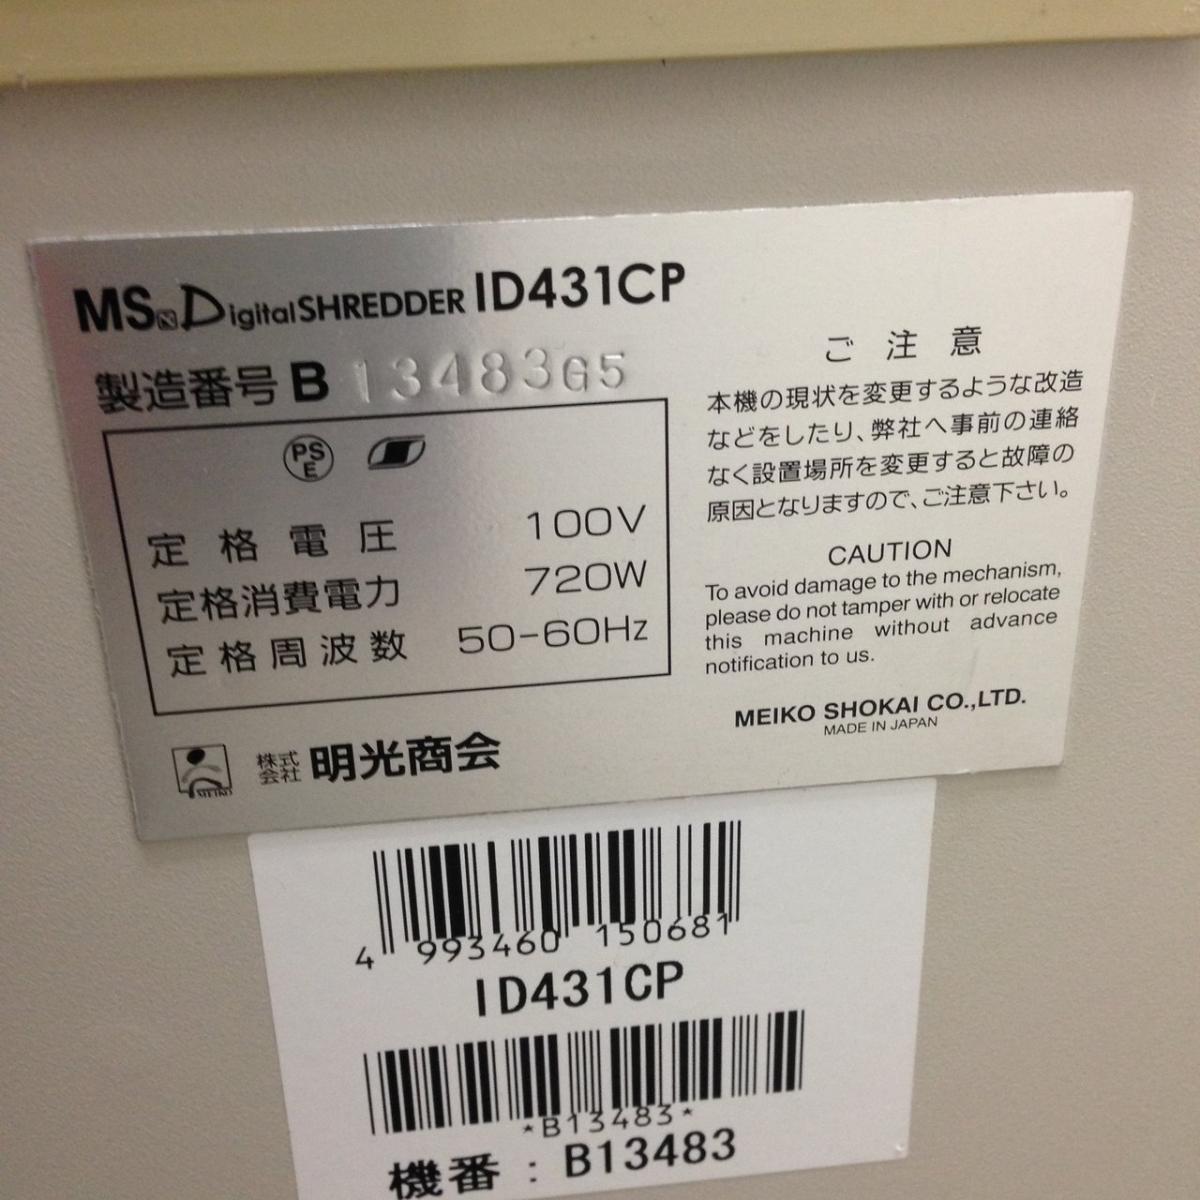 MS DigitalSHREDDER ID431CP
製造番号 B 13483G5
PS
E
定格電圧 100V
定格消費電力 720W
定格周波数 50-60Hz
MEIKO
株式会社 明光商会
ご注意
本機の現状を変更するような改造
などをしたり、弊社へ事前の連絡
なく設置場所を変更すると故障の
原因となりますので、ご注意下さい。
CAUTION
To avoid damage to the mechanism,
please do not tamper with or relocate
this machine without advance
notification to us.
MEIKO SHOKAI CO.,LTD.
MADE IN JAPAN
4 993460 150681
ID431CP
*B13483*
機番 : B13483